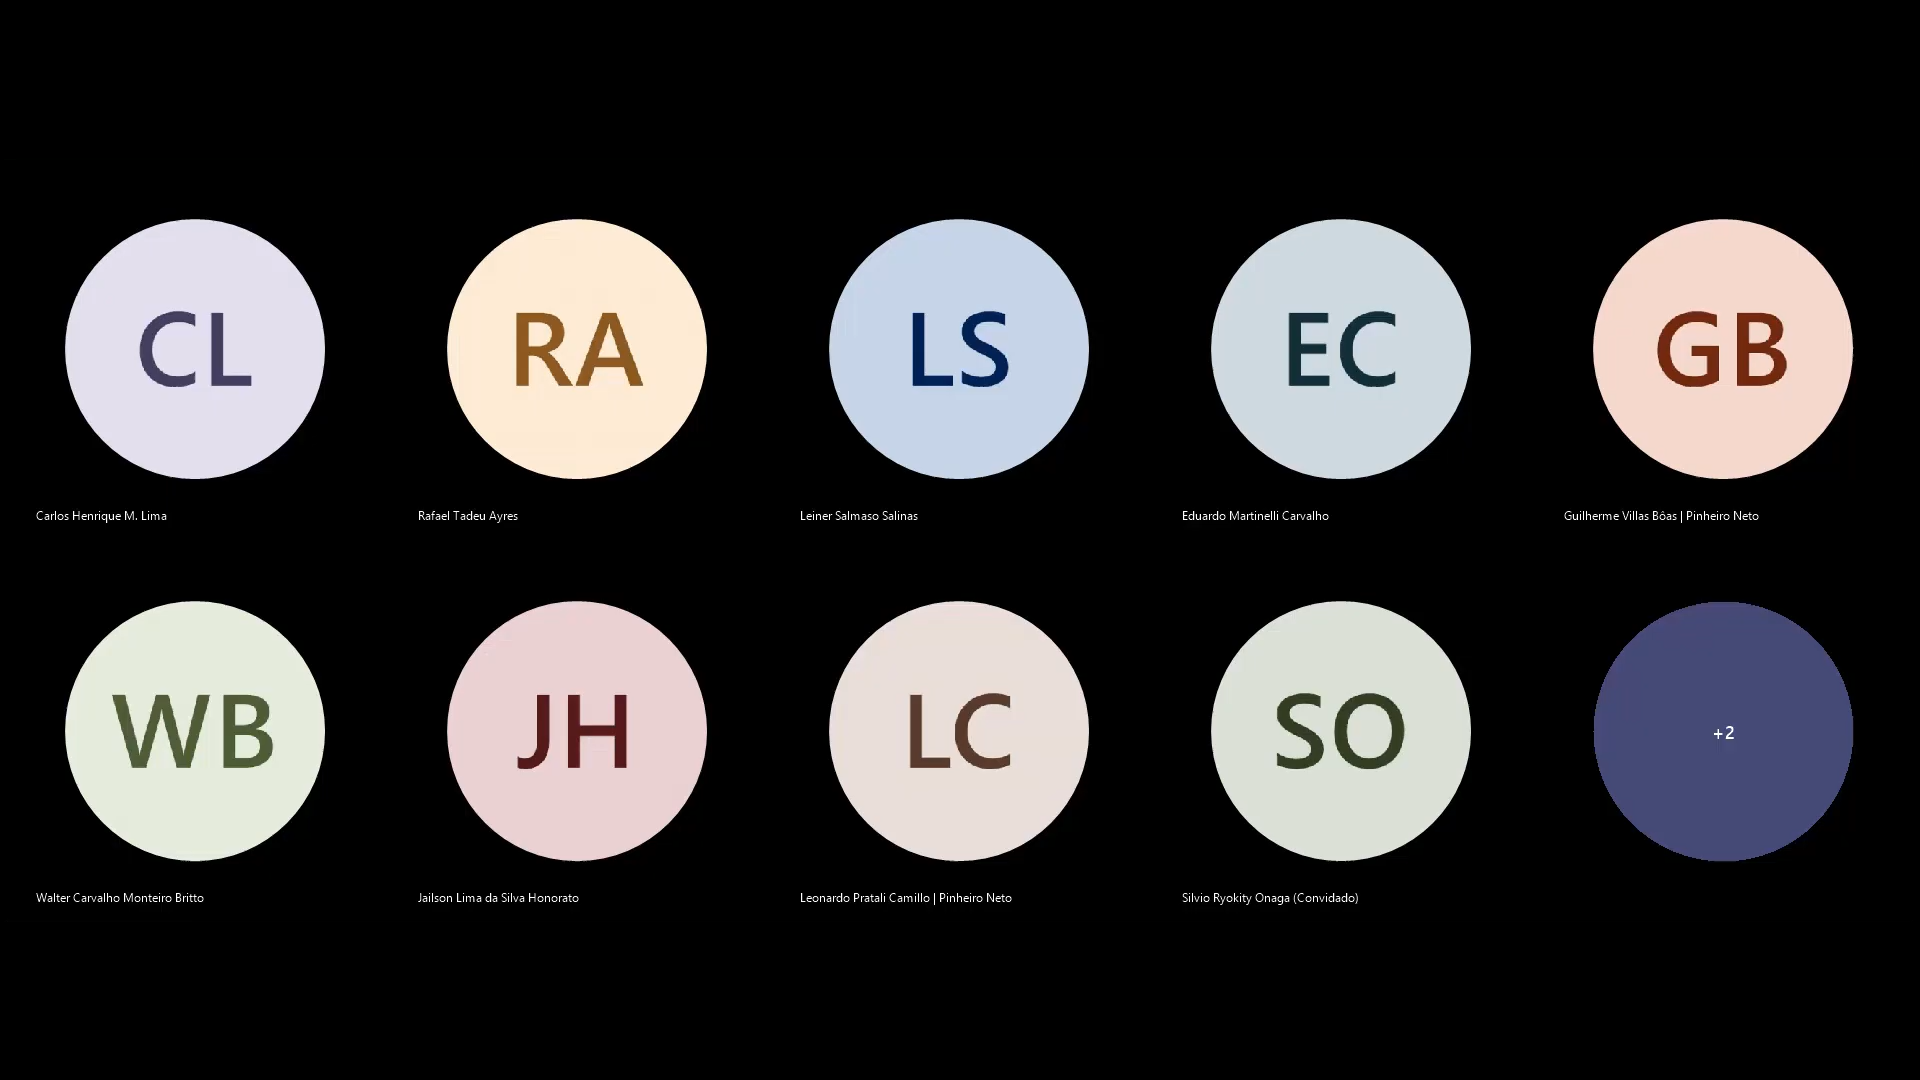 CL
RA
LS
EC
GB
Carlos Henrique M. Lima
Rafael Tadeu Ayres
Leiner Salmaso Salinas
Eduardo Martinelli Carvalho
Guilherme Villas Bôas | Pinheiro Neto
WB
JH
LC
SO
+2
Walter Carvalho Monteiro Britto
Jailson Lima da Silva Honorato
Leonardo Pratali Camillo | Pinheiro Neto
Silvio Ryokity Onaga (Convidado)